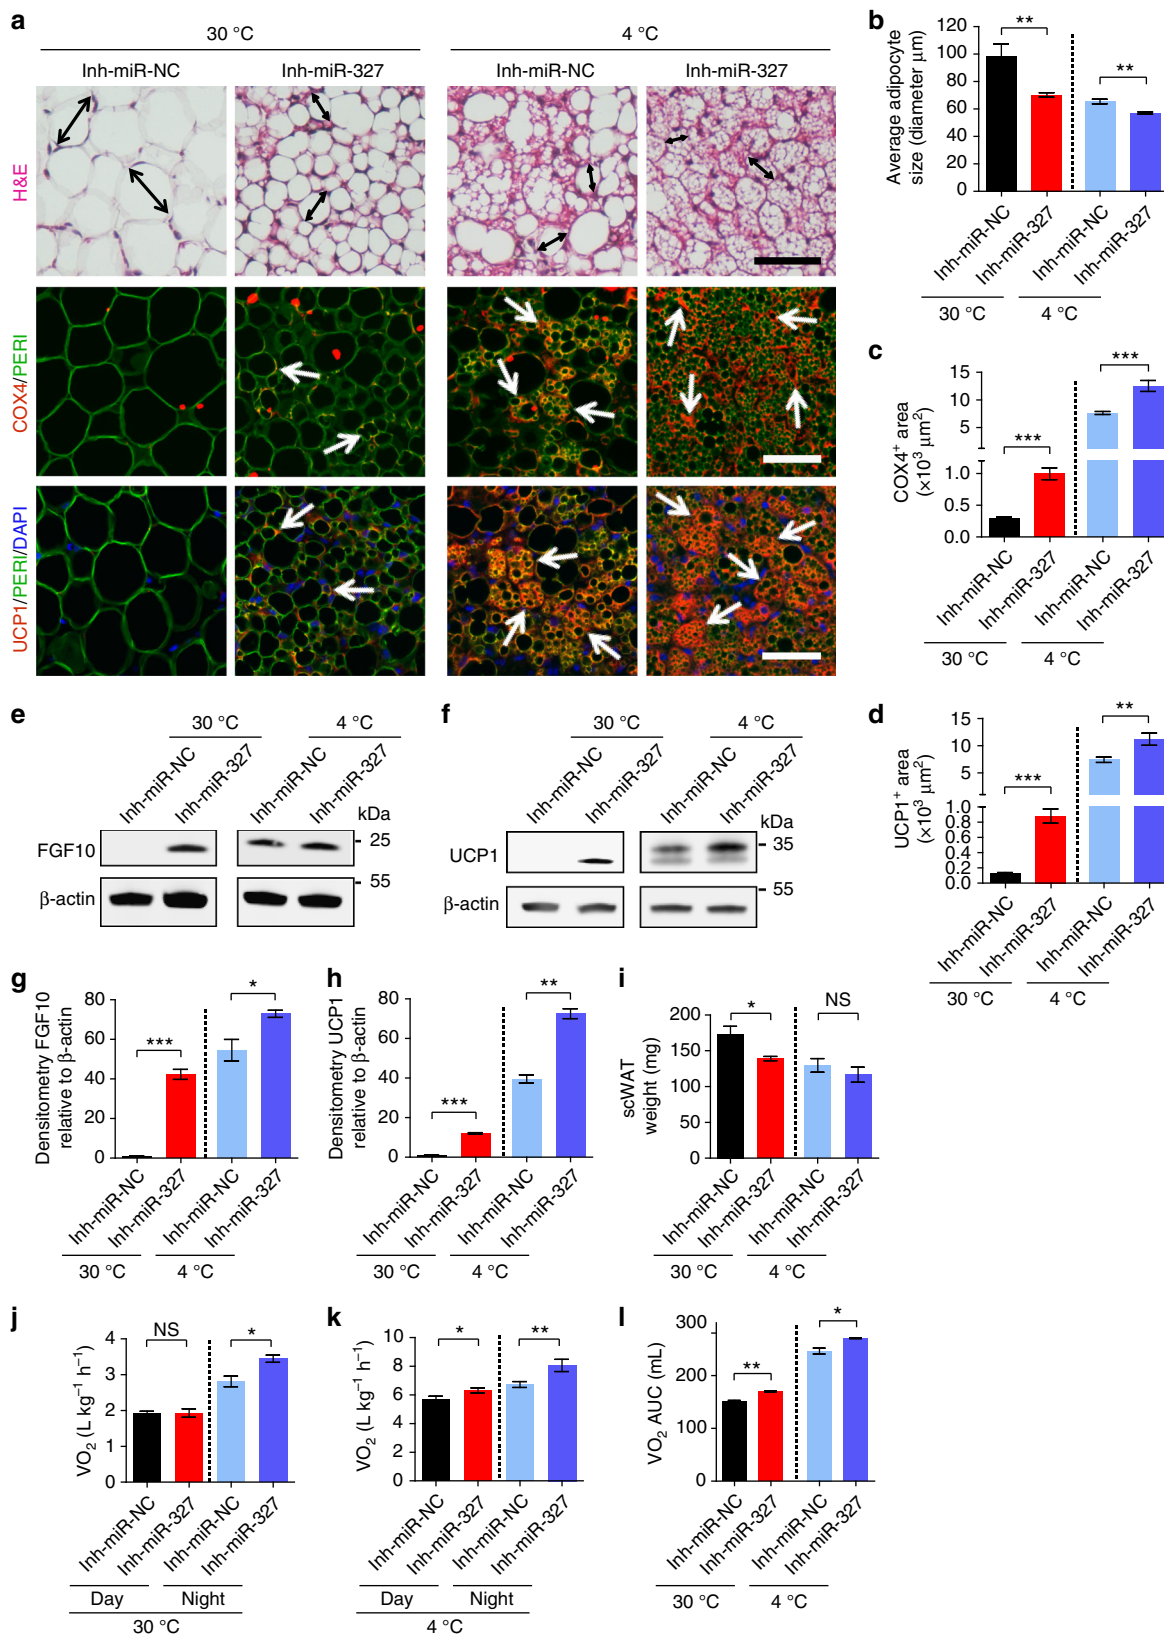 a
30 °C
4 °C
Inh-miR-NC
Inh-miR-327
Inh-miR-NC
Inh-miR-327
H&E
COX4/PERI
UCP1/PERI/DAPI
b
Average adipocyte
size (diameter μm)
120
100
80
60
40
20
0
**
**
Inh-miR-NC
Inh-miR-327
Inh-miR-NC
Inh-miR-327
30 °C
4 °C
c
COX4⁺ area
(×10³ μm²)
15
10
5
1.0
0.5
0.0
***
***
Inh-miR-NC
Inh-miR-327
Inh-miR-NC
Inh-miR-327
30 °C
4 °C
d
UCP1⁺ area
(×10³ μm²)
15
10
5
1.0
0.8
0.6
0.4
0.2
0.0
***
**
Inh-miR-NC
Inh-miR-327
Inh-miR-NC
Inh-miR-327
30 °C
4 °C
e
30 °C
4 °C
Inh-miR-NC
Inh-miR-327
Inh-miR-NC
Inh-miR-327
kDa
FGF10
25
55
β-actin
f
30 °C
4 °C
Inh-miR-NC
Inh-miR-327
Inh-miR-NC
Inh-miR-327
kDa
UCP1
35
55
β-actin
g
Densitometry FGF10
relative to β-actin
80
60
40
20
0
***
*
Inh-miR-NC
Inh-miR-327
Inh-miR-NC
Inh-miR-327
30 °C
4 °C
h
Densitometry UCP1
relative to β-actin
80
60
40
20
0
***
**
Inh-miR-NC
Inh-miR-327
Inh-miR-NC
Inh-miR-327
30 °C
4 °C
i
scWAT
weight (mg)
200
150
100
50
0
*
NS
Inh-miR-NC
Inh-miR-327
Inh-miR-NC
Inh-miR-327
30 °C
4 °C
j
VO₂ (L kg⁻¹ h⁻¹)
4
3
2
1
0
NS
*
Inh-miR-NC
Inh-miR-327
Inh-miR-NC
Inh-miR-327
Day
Night
30 °C
k
VO₂ (L kg⁻¹ h⁻¹)
10
8
6
4
2
0
*
**
Inh-miR-NC
Inh-miR-327
Inh-miR-NC
Inh-miR-327
Day
Night
4 °C
l
VO₂ AUC (mL)
300
200
100
0
**
*
Inh-miR-NC
Inh-miR-327
Inh-miR-NC
Inh-miR-327
30 °C
4 °C